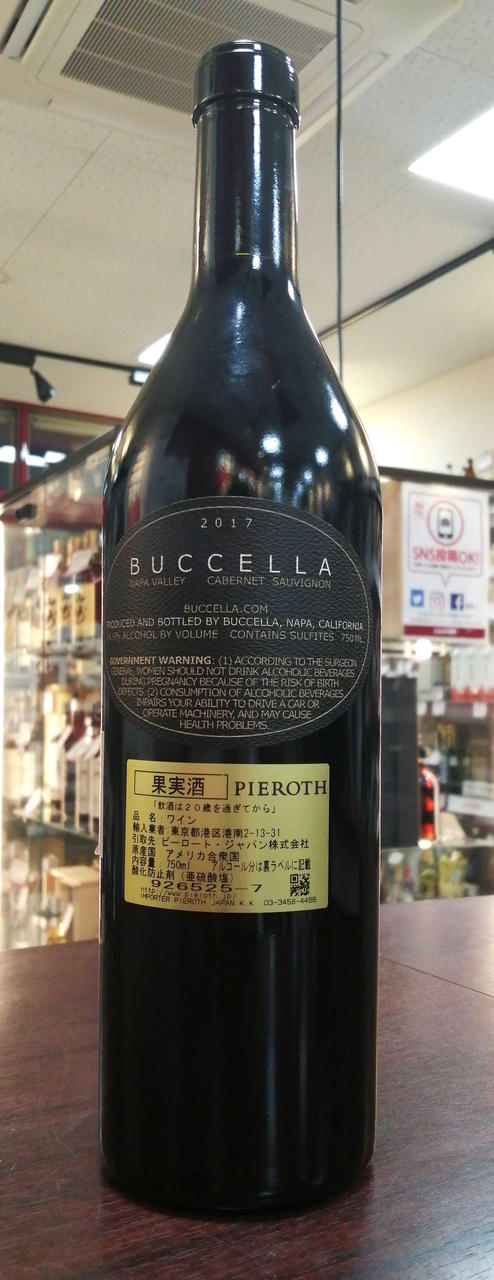 2017
BUCCELLA
NAPA VALLEY CABERNET SAUVIGNON
BUCCELLA.COM
PRODUCED AND BOTTLED BY BUCCELLA, NAPA, CALIFORNIA
ALCOHOL BY VOLUME CONTAINS SULFITES 750 ML
GOVERNMENT WARNING: (1) ACCORDING TO THE SURGEON
GENERAL, WOMEN SHOULD NOT DRINK ALCOHOLIC BEVERAGES
DURING PREGNANCY BECAUSE OF THE RISK OF BIRTH
DEFECTS. (2) CONSUMPTION OF ALCOHOLIC BEVERAGES
IMPAIRS YOUR ABILITY TO DRIVE A CAR OR
OPERATE MACHINERY, AND MAY CAUSE
HEALTH PROBLEMS.
果実酒 PIEROTH
「飲酒は20歳を過ぎてから」
品 名:ワイン
輸入業者:東京都港区港南2-13-31
引取先:ピーロート・ジャパン株式会社
原産国 アメリカ合衆国
内容量 750ml アルコール分は裏ラベルに記載
酸化防止剤(亜硫酸塩)
926525-7
http://www.pieroth.jp/
IMPORTER PIEROTH JAPAN K.K. 03-3458-4455
SNS投稿OK!